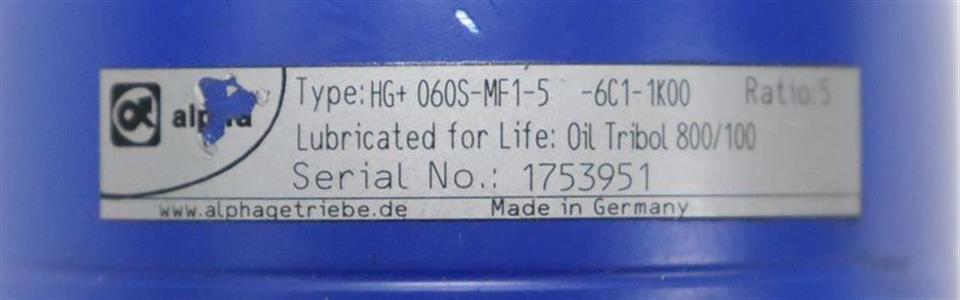 alpha
Type: HG+ 060S-MF1-5 -6C1-1K00 Ratio:5
Lubricated for Life: Oil Tribol 800/100
Serial No.: 1753951
www.alphagetriebe.de Made in Germany